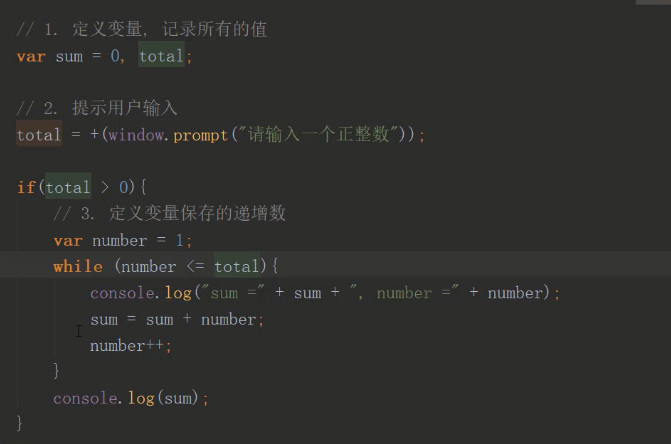 // 1. 定义变量, 记录所有的值
var sum = 0, total;
// 2. 提示用户输入
total = +(window.prompt("请输入一个正整数"));
if(total > 0){
// 3. 定义变量保存的递增数
var number = 1;
while (number <= total){
console.log("sum =" + sum + ", number =" + number);
sum = sum + number;
number++;
}
console.log(sum);
}